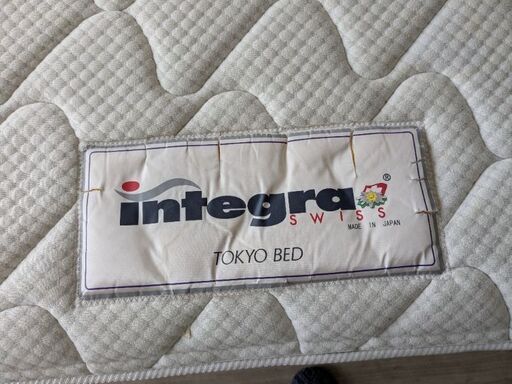 integra®
SWISS
MADE IN JAPAN
TOKYO BED